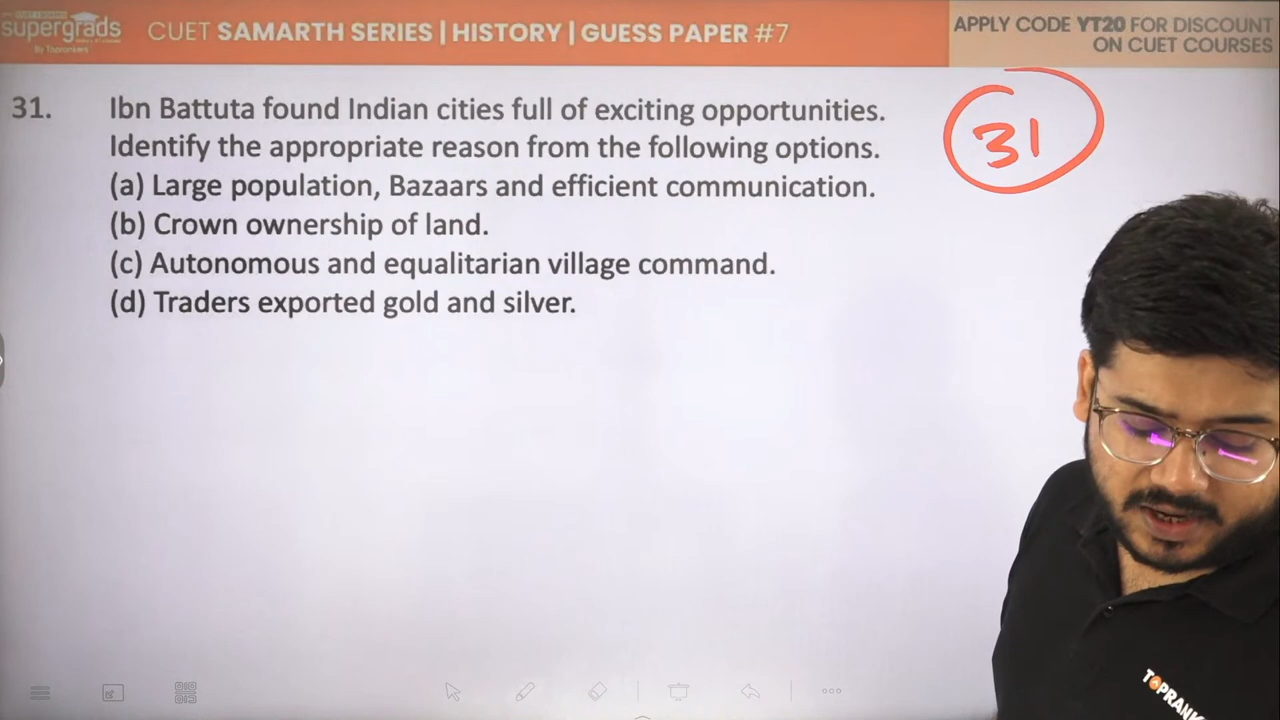 supergrads
By Toprankers
CUET SAMARTH SERIES | HISTORY | GUESS PAPER #7
APPLY CODE YT20 FOR DISCOUNT
ON CUET COURSES
31. Ibn Battuta found Indian cities full of exciting opportunities.
Identify the appropriate reason from the following options.
(a) Large population, Bazaars and efficient communication.
(b) Crown ownership of land.
(c) Autonomous and equalitarian village command.
(d) Traders exported gold and silver.
31